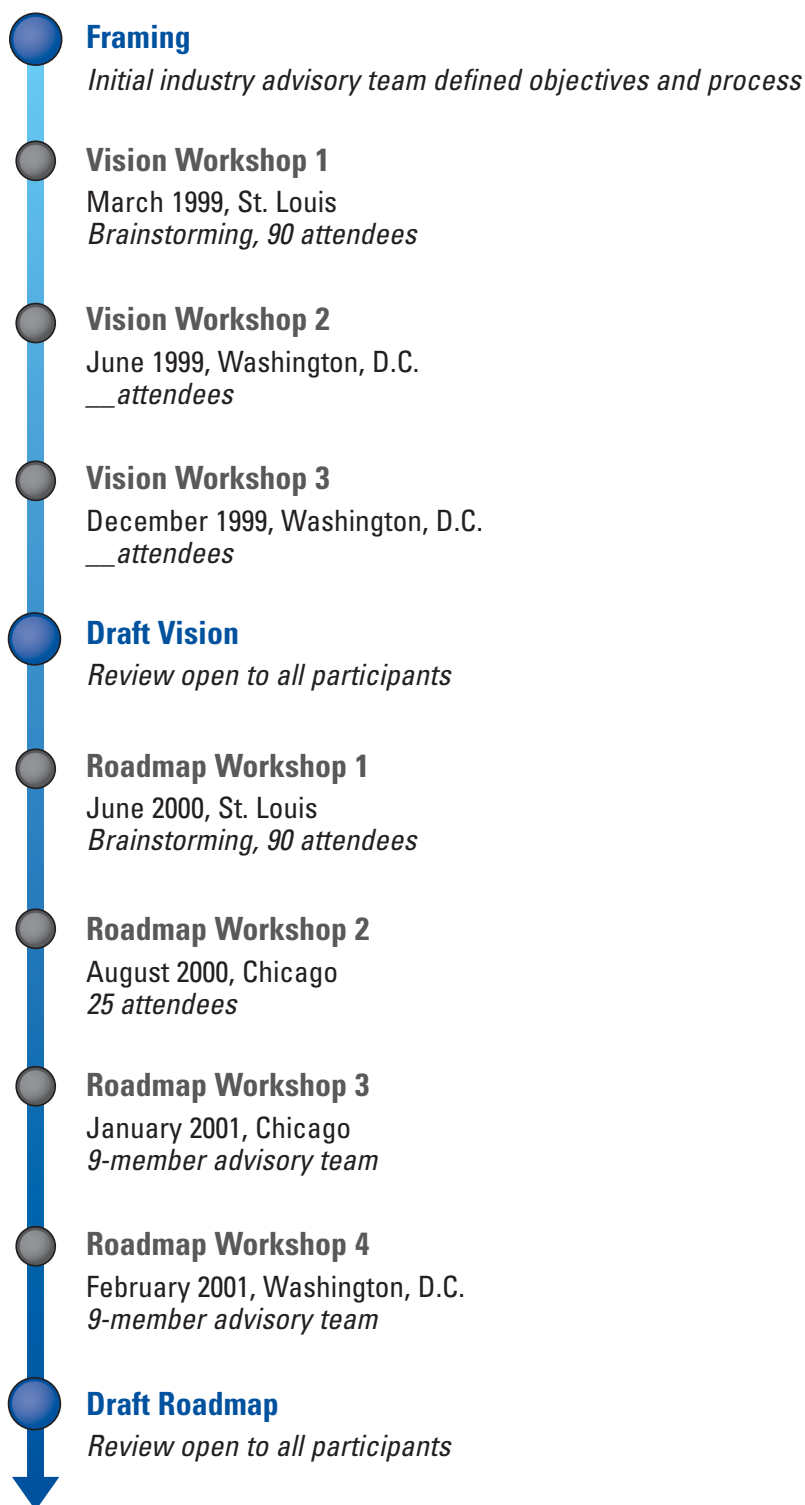 Framing
Initial industry advisory team defined objectives and process
Vision Workshop 1
March 1999, St. Louis
Brainstorming, 90 attendees
Vision Workshop 2
June 1999, Washington, D.C.
__attendees
Vision Workshop 3
December 1999, Washington, D.C.
__attendees
Draft Vision
Review open to all participants
Roadmap Workshop 1
June 2000, St. Louis
Brainstorming, 90 attendees
Roadmap Workshop 2
August 2000, Chicago
25 attendees
Roadmap Workshop 3
January 2001, Chicago
9-member advisory team
Roadmap Workshop 4
February 2001, Washington, D.C.
9-member advisory team
Draft Roadmap
Review open to all participants